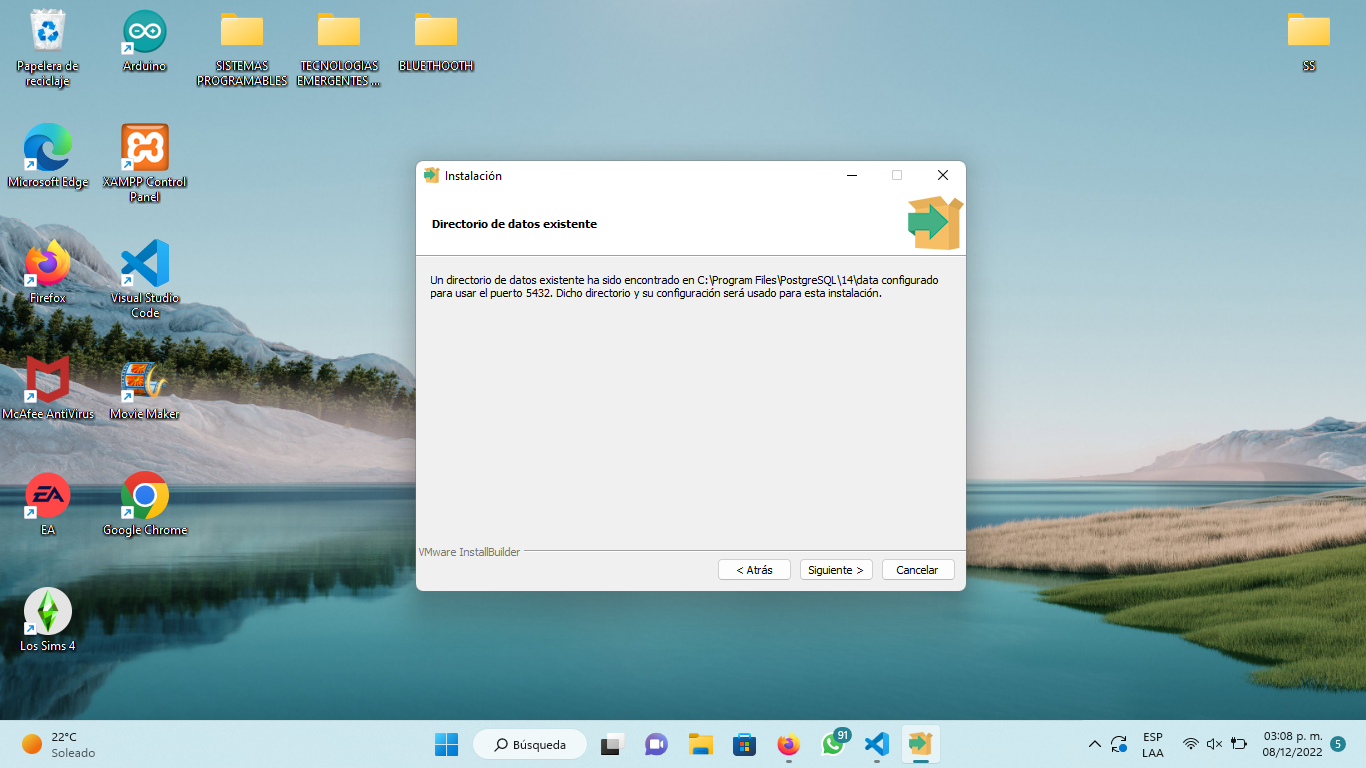 Papelera de
reciclaje
Arduino
SISTEMAS
PROGRAMABLES
TECNOLOGIAS
EMERGENTES ...
BLUETHOOTH
SS
Microsoft Edge
XAMPP Control
Panel
Firefox
Visual Studio
Code
McAfee AntiVirus
Movie Maker
EA
EA
Google Chrome
Los Sims 4
Instalación
Directorio de datos existente
Un directorio de datos existente ha sido encontrado en C:\Program Files\PostgreSQL\14\data configurado
para usar el puerto 5432. Dicho directorio y su configuración será usado para esta instalación.
VMware InstallBuilder
< Atrás
Siguiente >
Cancelar
22°C
Soleado
Búsqueda
91
ESP
LAA
03:08 p. m.
08/12/2022
5